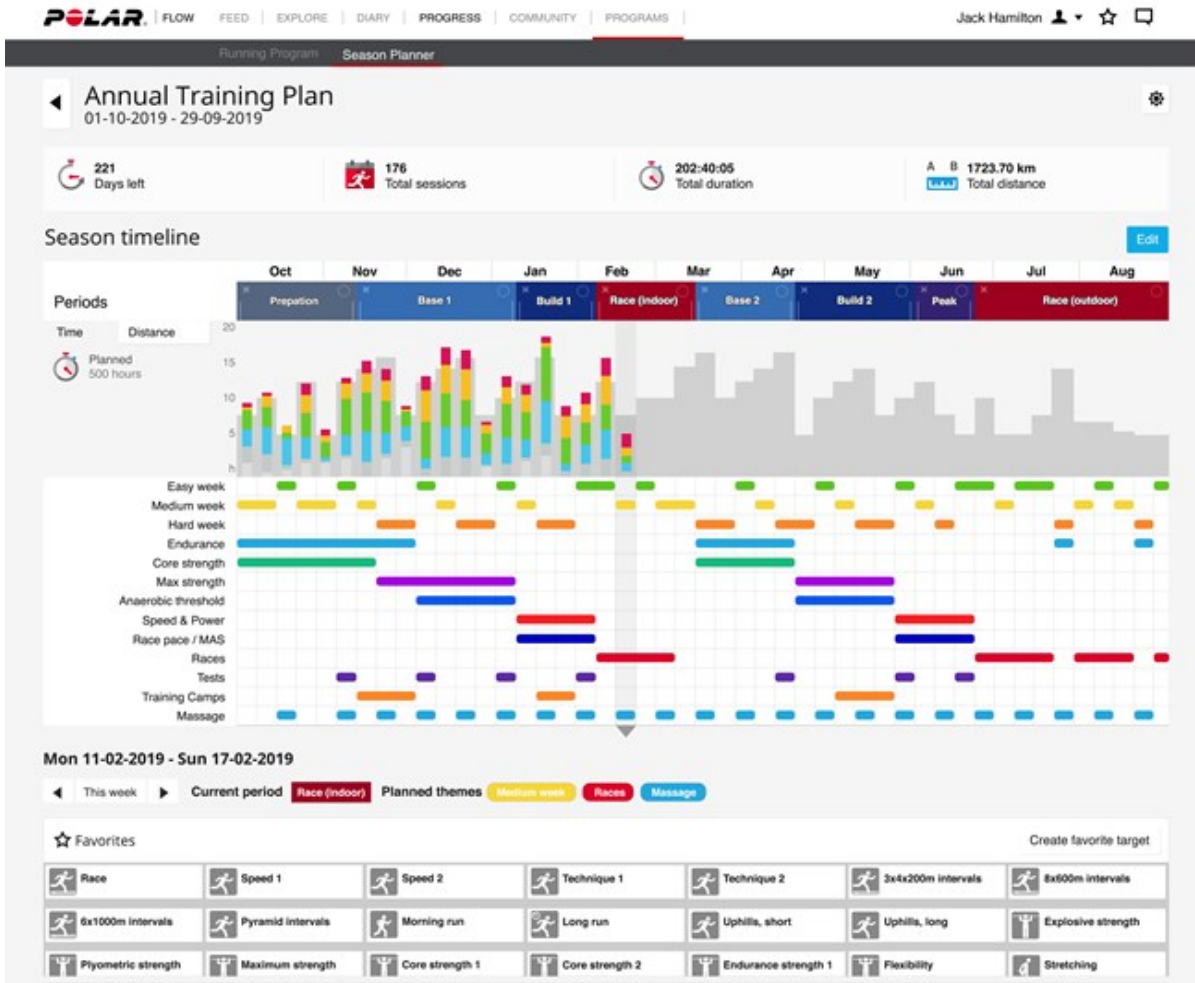 POLAR. FLOW FEED EXPLORE DIARY PROGRESS COMMUNITY PROGRAMS Jack Hamilton
Running Program Season Planner
Annual Training Plan
01-10-2019 - 29-09-2019
221 176 202:40:05 A B 1723.70 km
Days left Total sessions Total duration Total distance
Season timeline Edit
Oct Nov Dec Jan Feb Mar Apr May Jun Jul Aug
Periods Prepation Base 1 Build 1 Race (indoor) Base 2 Build 2 Peak Race (outdoor)
Time Distance 20
Planned 15
500 hours
10
5
h
Easy week
Medium week
Hard week
Endurance
Core strength
Max strength
Anaerobic threshold
Speed & Power
Race pace / MAS
Races
Tests
Training Camps
Massage
Mon 11-02-2019 - Sun 17-02-2019
This week Current period Race (indoor) Planned themes Medium week Races Massage
Favorites Create favorite target
Race Speed 1 Speed 2 Technique 1 Technique 2 3x4x200m intervals 8x600m intervals
6x1000m intervals Pyramid intervals Morning run Long run Uphills, short Uphills, long Explosive strength
Plyometric strength Maximum strength Core strength 1 Core strength 2 Endurance strength 1 Flexibility Stretching